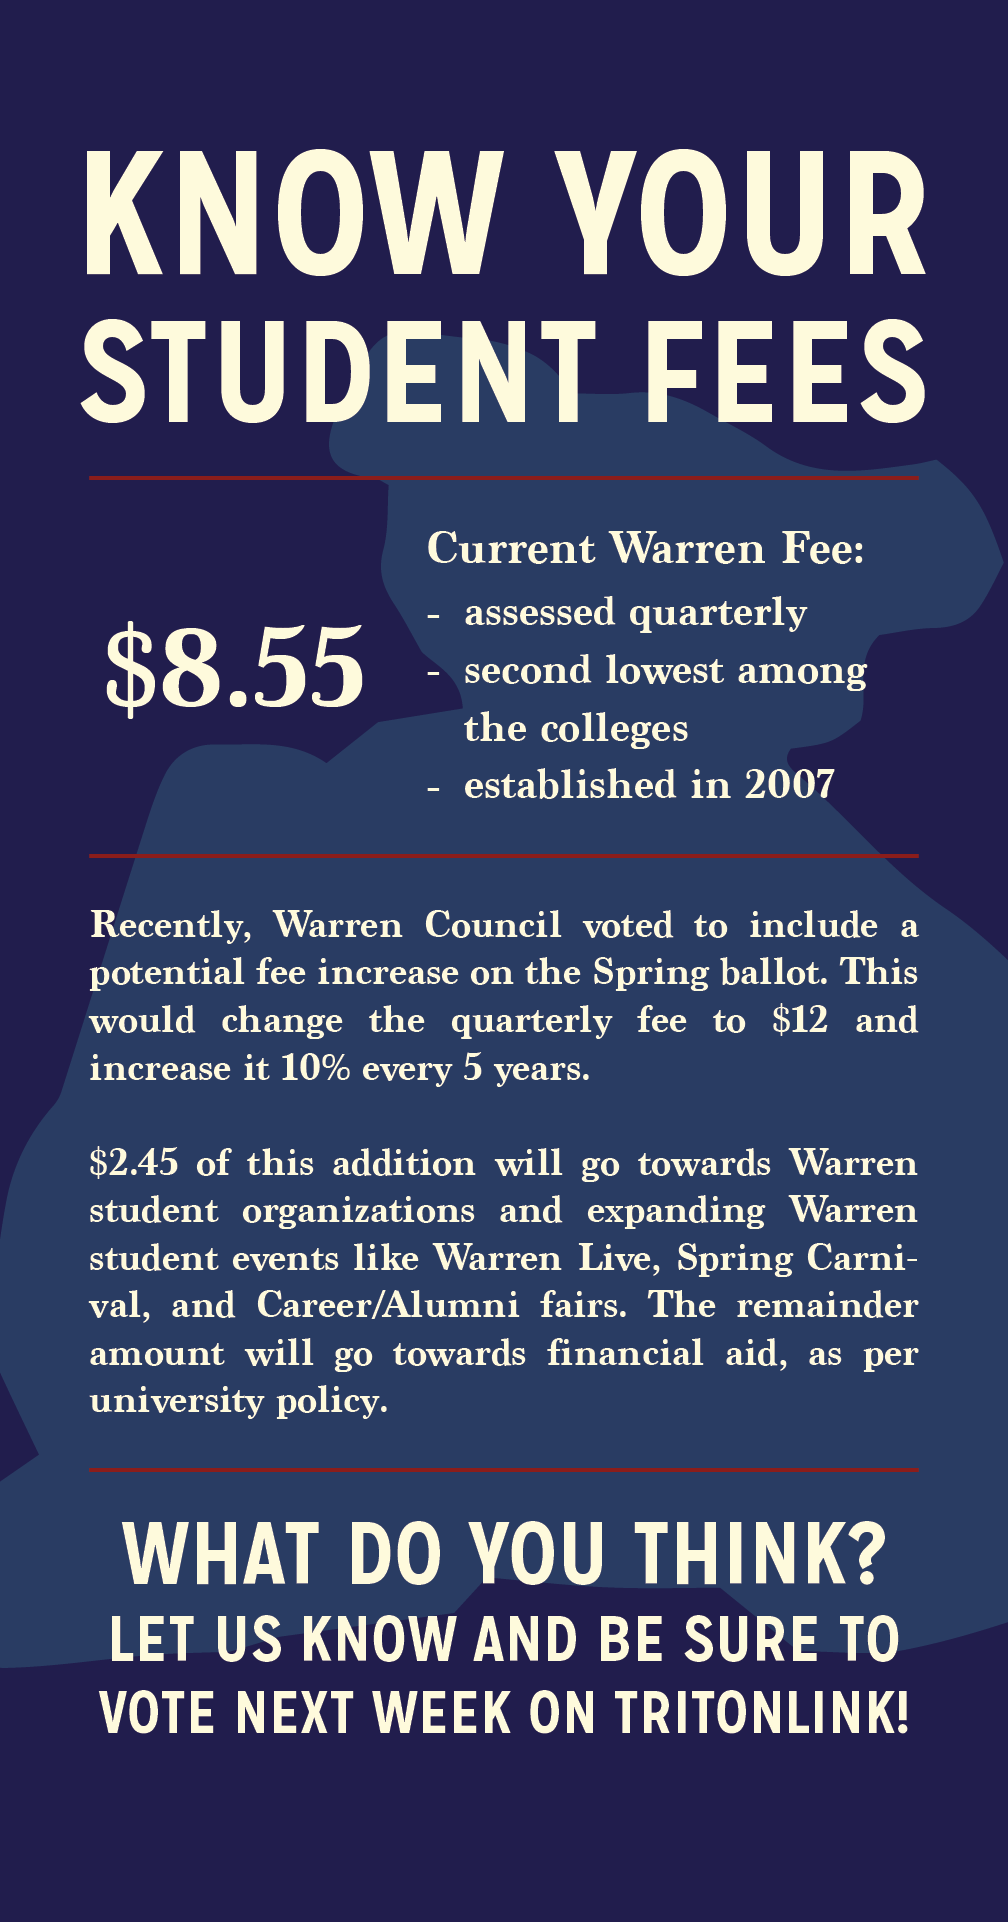 KNOW YOUR
STUDENT FEES
$8.55
Current Warren Fee:
- assessed quarterly
- second lowest among
the colleges
- established in 2007
Recently, Warren Council voted to include a
potential fee increase on the Spring ballot. This
would change the quarterly fee to $12 and
increase it 10% every 5 years.
$2.45 of this addition will go towards Warren
student organizations and expanding Warren
student events like Warren Live, Spring Carni-
val, and Career/Alumni fairs. The remainder
amount will go towards financial aid, as per
university policy.
WHAT DO YOU THINK?
LET US KNOW AND BE SURE TO
VOTE NEXT WEEK ON TRITONLINK!